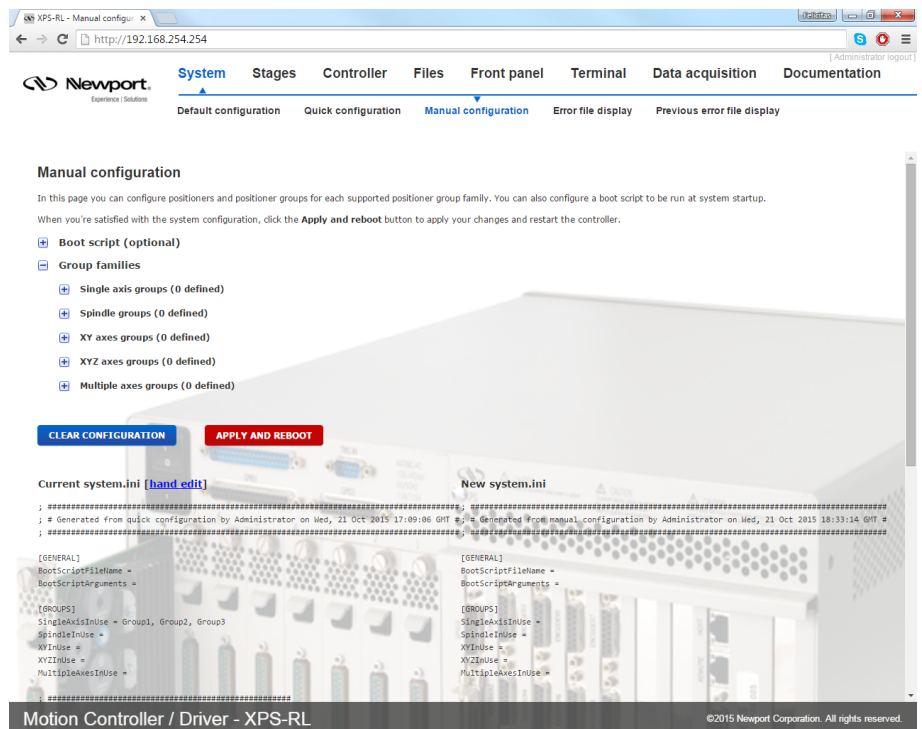 XPS-RL - Manual configur ×
Felicitas
http://192.168.254.254
[ Administrator logout ]
Newport.
Experience | Solutions
System Stages Controller Files Front panel Terminal Data acquisition Documentation
Default configuration Quick configuration Manual configuration Error file display Previous error file display
Manual configuration
In this page you can configure positioners and positioner groups for each supported positioner group family. You can also configure a boot script to be run at system startup.
When you're satisfied with the system configuration, click the Apply and reboot button to apply your changes and restart the controller.
Boot script (optional)
Group families
Single axis groups (0 defined)
Spindle groups (0 defined)
XY axes groups (0 defined)
XYZ axes groups (0 defined)
Multiple axes groups (0 defined)
CLEAR CONFIGURATION APPLY AND REBOOT
Current system.ini [hand edit]
; # Generated from quick configuration by Administrator on Wed, 21 Oct 2015 17:09:06 GMT #
[GENERAL]
BootScriptFileName =
BootScriptArguments =
[GROUPS]
SingleAxisInUse = Group1, Group2, Group3
SpindleInUse =
XYInUse =
XYZInUse =
MultipleAxesInUse =
New system.ini
; # Generated from manual configuration by Administrator on Wed, 21 Oct 2015 18:33:14 GMT #
[GENERAL]
BootScriptFileName =
BootScriptArguments =
[GROUPS]
SingleAxisInUse =
SpindleInUse =
XYInUse =
XYZInUse =
MultipleAxesInUse =
Motion Controller / Driver - XPS-RL
©2015 Newport Corporation. All rights reserved.